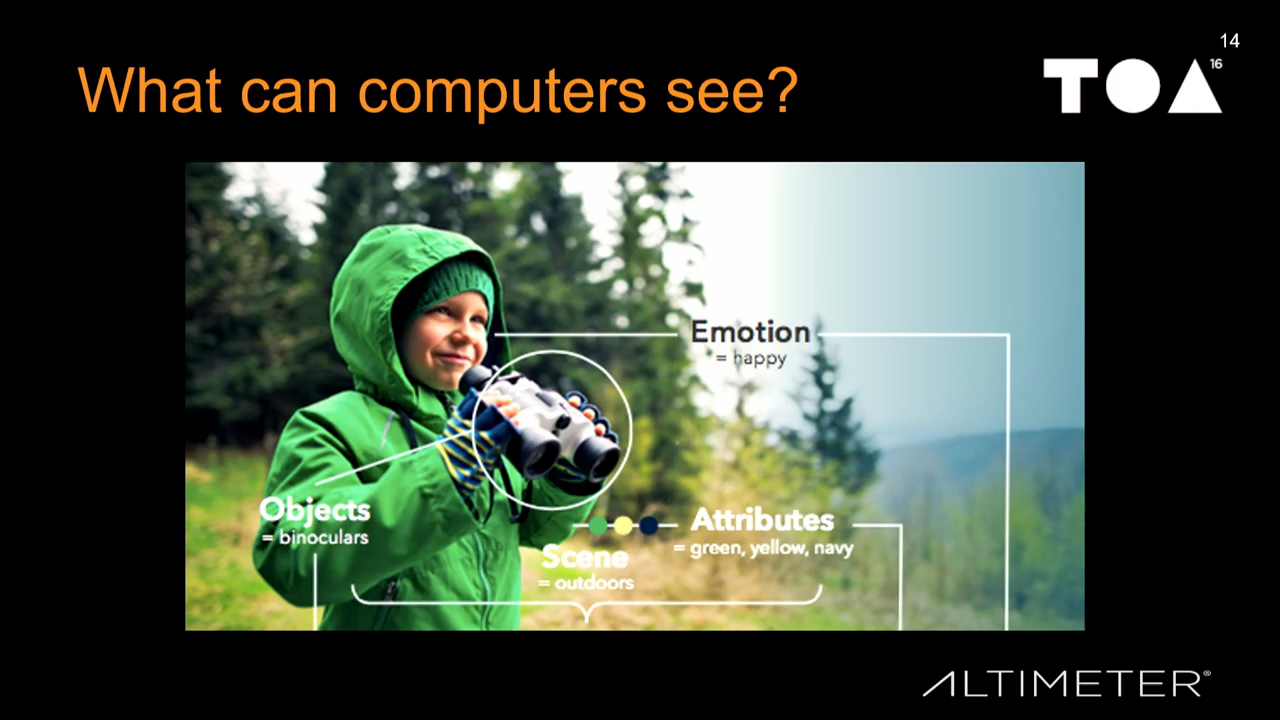 14
What can computers see?
TOA
16
Emotion
= happy
Objects
= binoculars
Attributes
= green, yellow, navy
Scene
= outdoors
ALTIMETER®